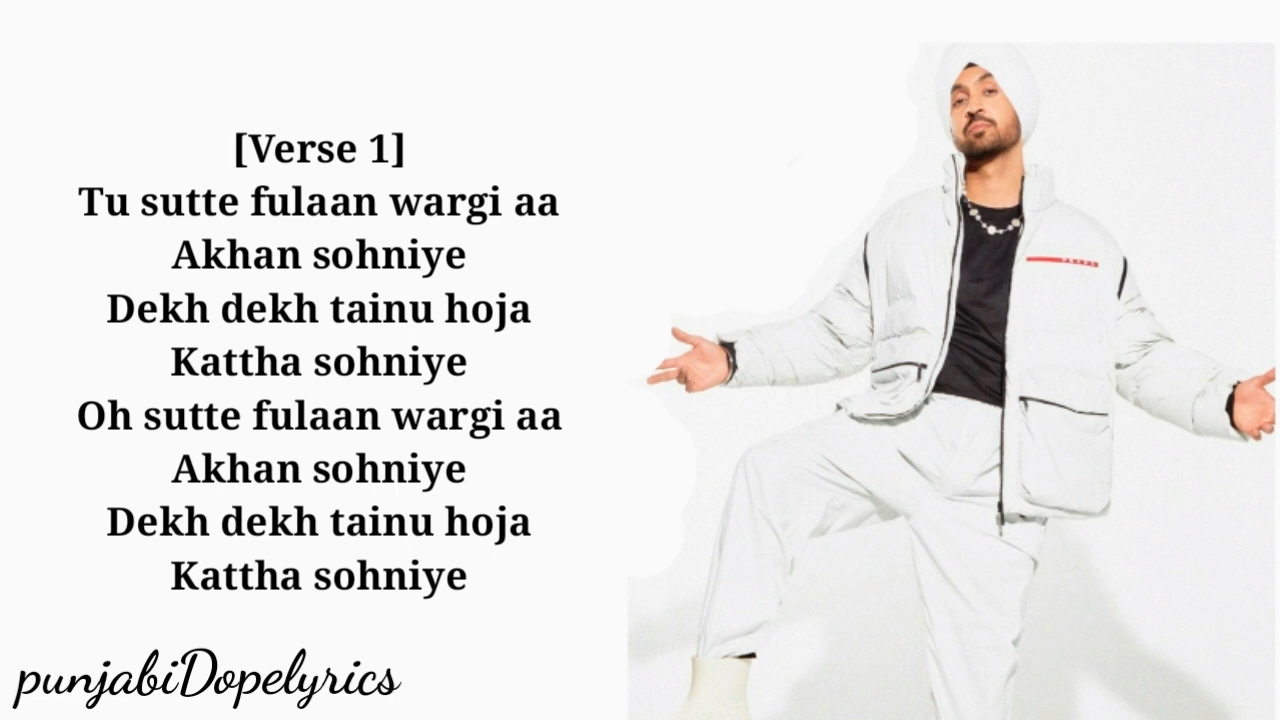 [Verse 1]
Tu sutte fulaan wargi aa
Akhan sohniye
Dekh dekh tainu hoja
Kattha sohniye
Oh sutte fulaan wargi aa
Akhan sohniye
Dekh dekh tainu hoja
Kattha sohniye
punjabiDopelyrics
PRADA